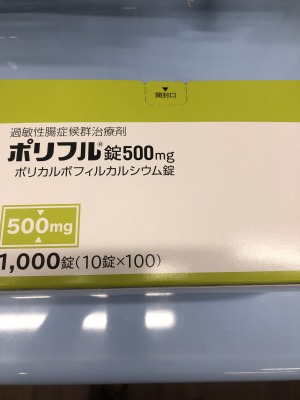 開封口
過敏性腸症候群治療剤
ポリフル®錠500mg
ポリカルボフィルカルシウム錠
500mg
1,000錠(10錠×100)